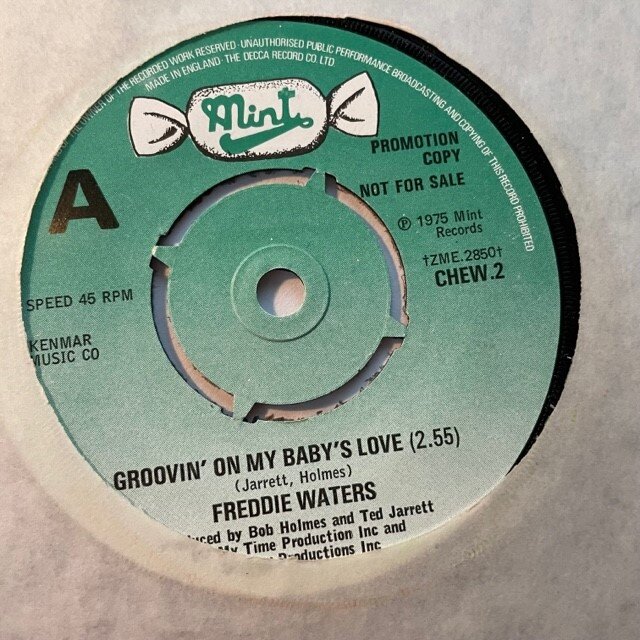 OWNER OF THE RECORDED WORK RESERVED · UNAUTHORISED PUBLIC PERFORMANCE BROADCASTING AND COPYING OF THIS RECORD PROHIBITED
MADE IN ENGLAND · THE DECCA RECORD CO. LTD
Mint
A
PROMOTION
COPY
NOT FOR SALE
℗ 1975 Mint
Records
†ZME.2850†
CHEW.2
SPEED 45 RPM
KENMAR
MUSIC CO
GROOVIN' ON MY BABY'S LOVE (2.55)
(Jarrett, Holmes)
FREDDIE WATERS
by Bob Holmes and Ted Jarrett
My Time Production Inc and
Productions Inc